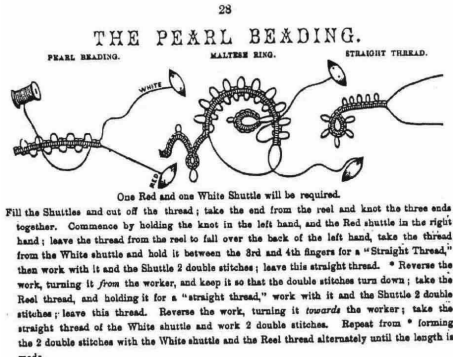 28
THE PEARL BEADING.
PEARL BEADING. MALTESE RING. STRAIGHT THREAD.
WHITE
RED
One Red and one White Shuttle will be required.
Fill the Shuttles and cut off the thread; take the end from the reel and knot the three ends
together. Commence by holding the knot in the left hand, and the Red shuttle in the right
hand; leave the thread from the reel to fall over the back of the left hand, take the thread
from the White shuttle and hold it between the 3rd and 4th fingers for a "Straight Thread,"
then work with it and the Shuttle 2 double stitches; leave this straight thread. * Reverse the
work, turning it from the worker, and keep it so that the double stitches turn down; take the
Reel thread, and holding it for a "straight thread," work with it and the Shuttle 2 double
stitches; leave this thread. Reverse the work, turning it towards the worker; take the
straight thread of the White shuttle and work 2 double stitches. Repeat from * forming
the 2 double stitches with the White shuttle and the Reel thread alternately until the length is